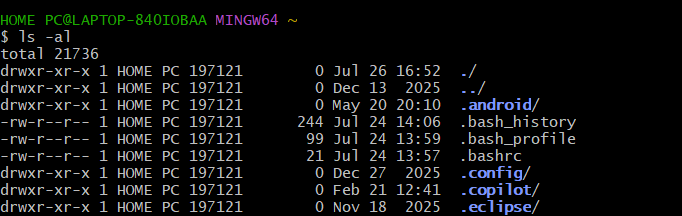 HOME PC@LAPTOP-840IOBAA MINGW64 ~
$ ls -al
total 21736
drwxr-xr-x 1 HOME PC 197121      0 Jul 26 16:52 ./
drwxr-xr-x 1 HOME PC 197121      0 Dec 13  2025 ../
drwxr-xr-x 1 HOME PC 197121      0 May 20 20:10 .android/
-rw-r--r-- 1 HOME PC 197121    244 Jul 24 14:06 .bash_history
-rw-r--r-- 1 HOME PC 197121     99 Jul 24 13:59 .bash_profile
-rw-r--r-- 1 HOME PC 197121     21 Jul 24 13:57 .bashrc
drwxr-xr-x 1 HOME PC 197121      0 Dec 27  2025 .config/
drwxr-xr-x 1 HOME PC 197121      0 Feb 21 12:41 .copilot/
drwxr-xr-x 1 HOME PC 197121      0 Nov 18  2025 .eclipse/